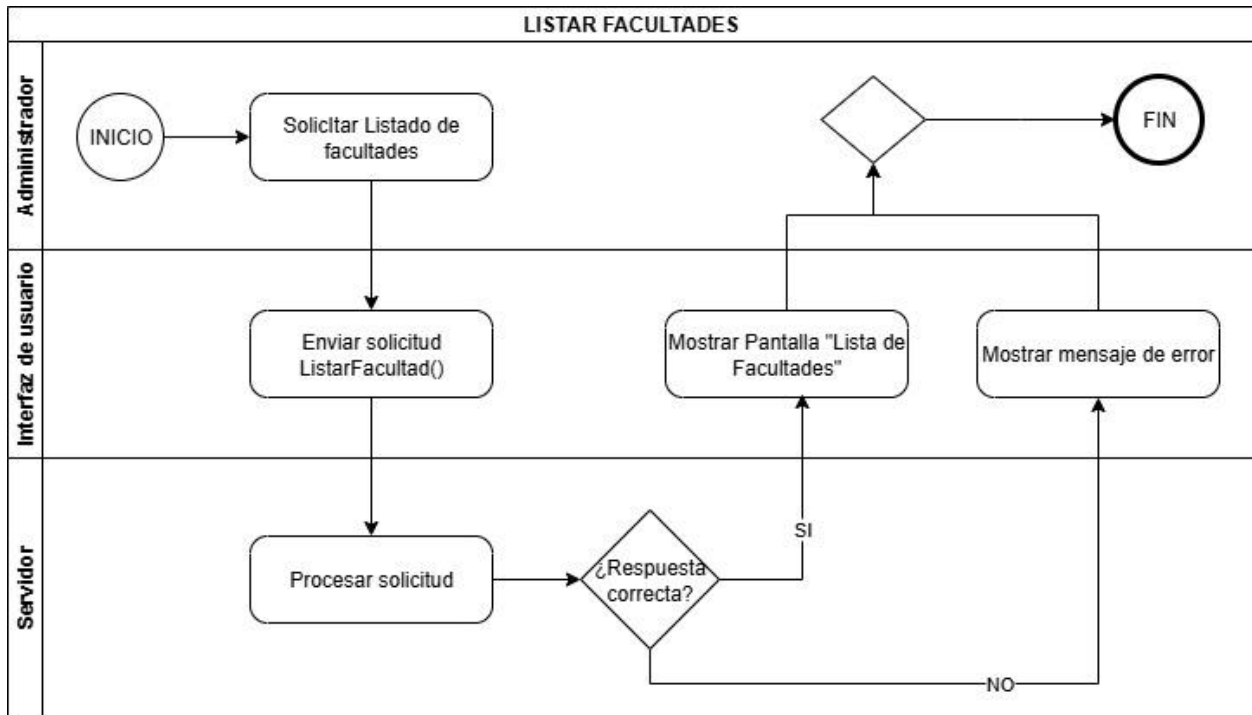 LISTAR FACULTADES
Administrador
INICIO
Solicltar Listado de
facultades
FIN
Interfaz de usuario
Enviar solicitud
ListarFacultad()
Mostrar Pantalla "Lista de
Facultades"
Mostrar mensaje de error
Servidor
Procesar solicitud
¿Respuesta
correcta?
SI
NO